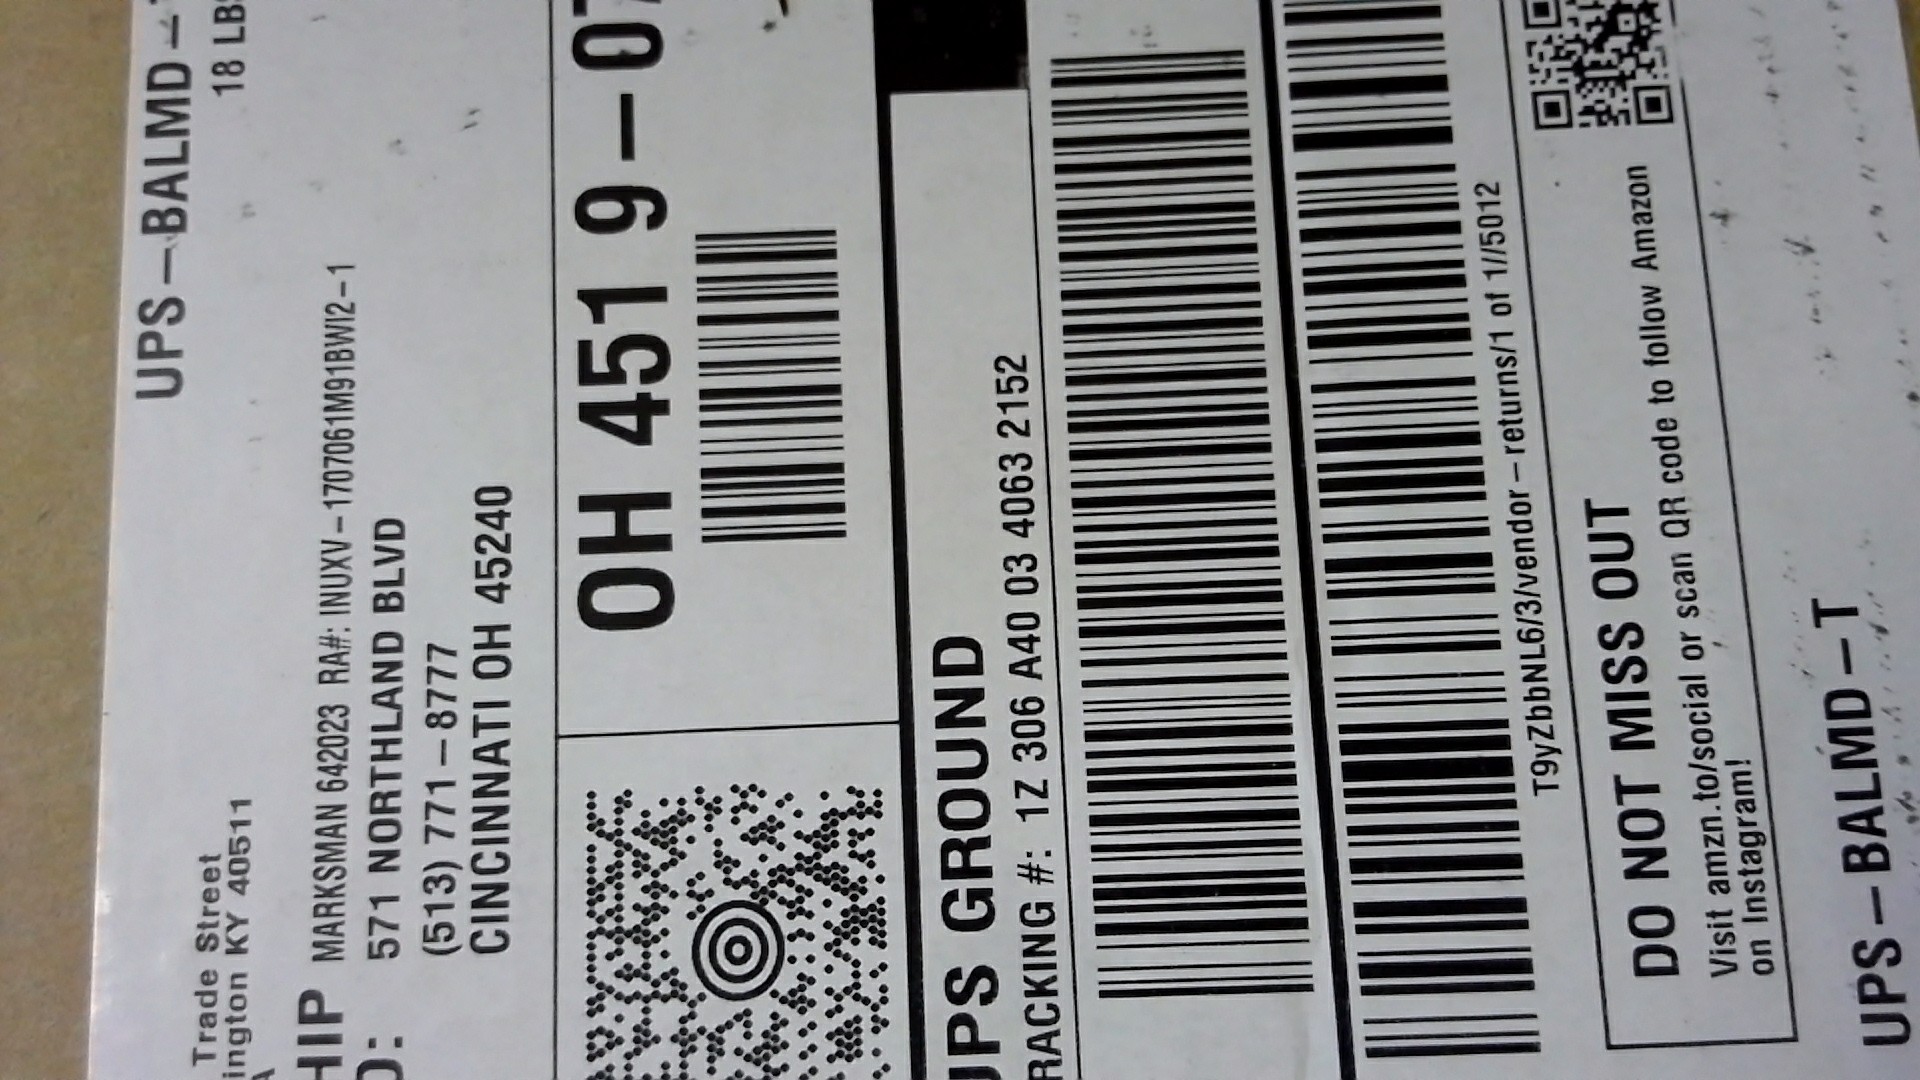 UPS-BALMD-
18 LBS
Trade Street
ington KY 40511
A
HIP MARKSMAN 642023 RA#: INUXV-1707061M91BWI2-1
O: 571 NORTHLAND BLVD
(513) 771-8777
CINCINNATI OH 45240
OH 451 9-07
UPS GROUND
RACKING #: 1Z 306 A40 03 4063 2152
T9yZbbNL6/3/vendor-returns/1 of 1//5012
DO NOT MISS OUT
Visit amzn.to/social or scan QR code to follow Amazon
on Instagram!
UPS-BALMD-T